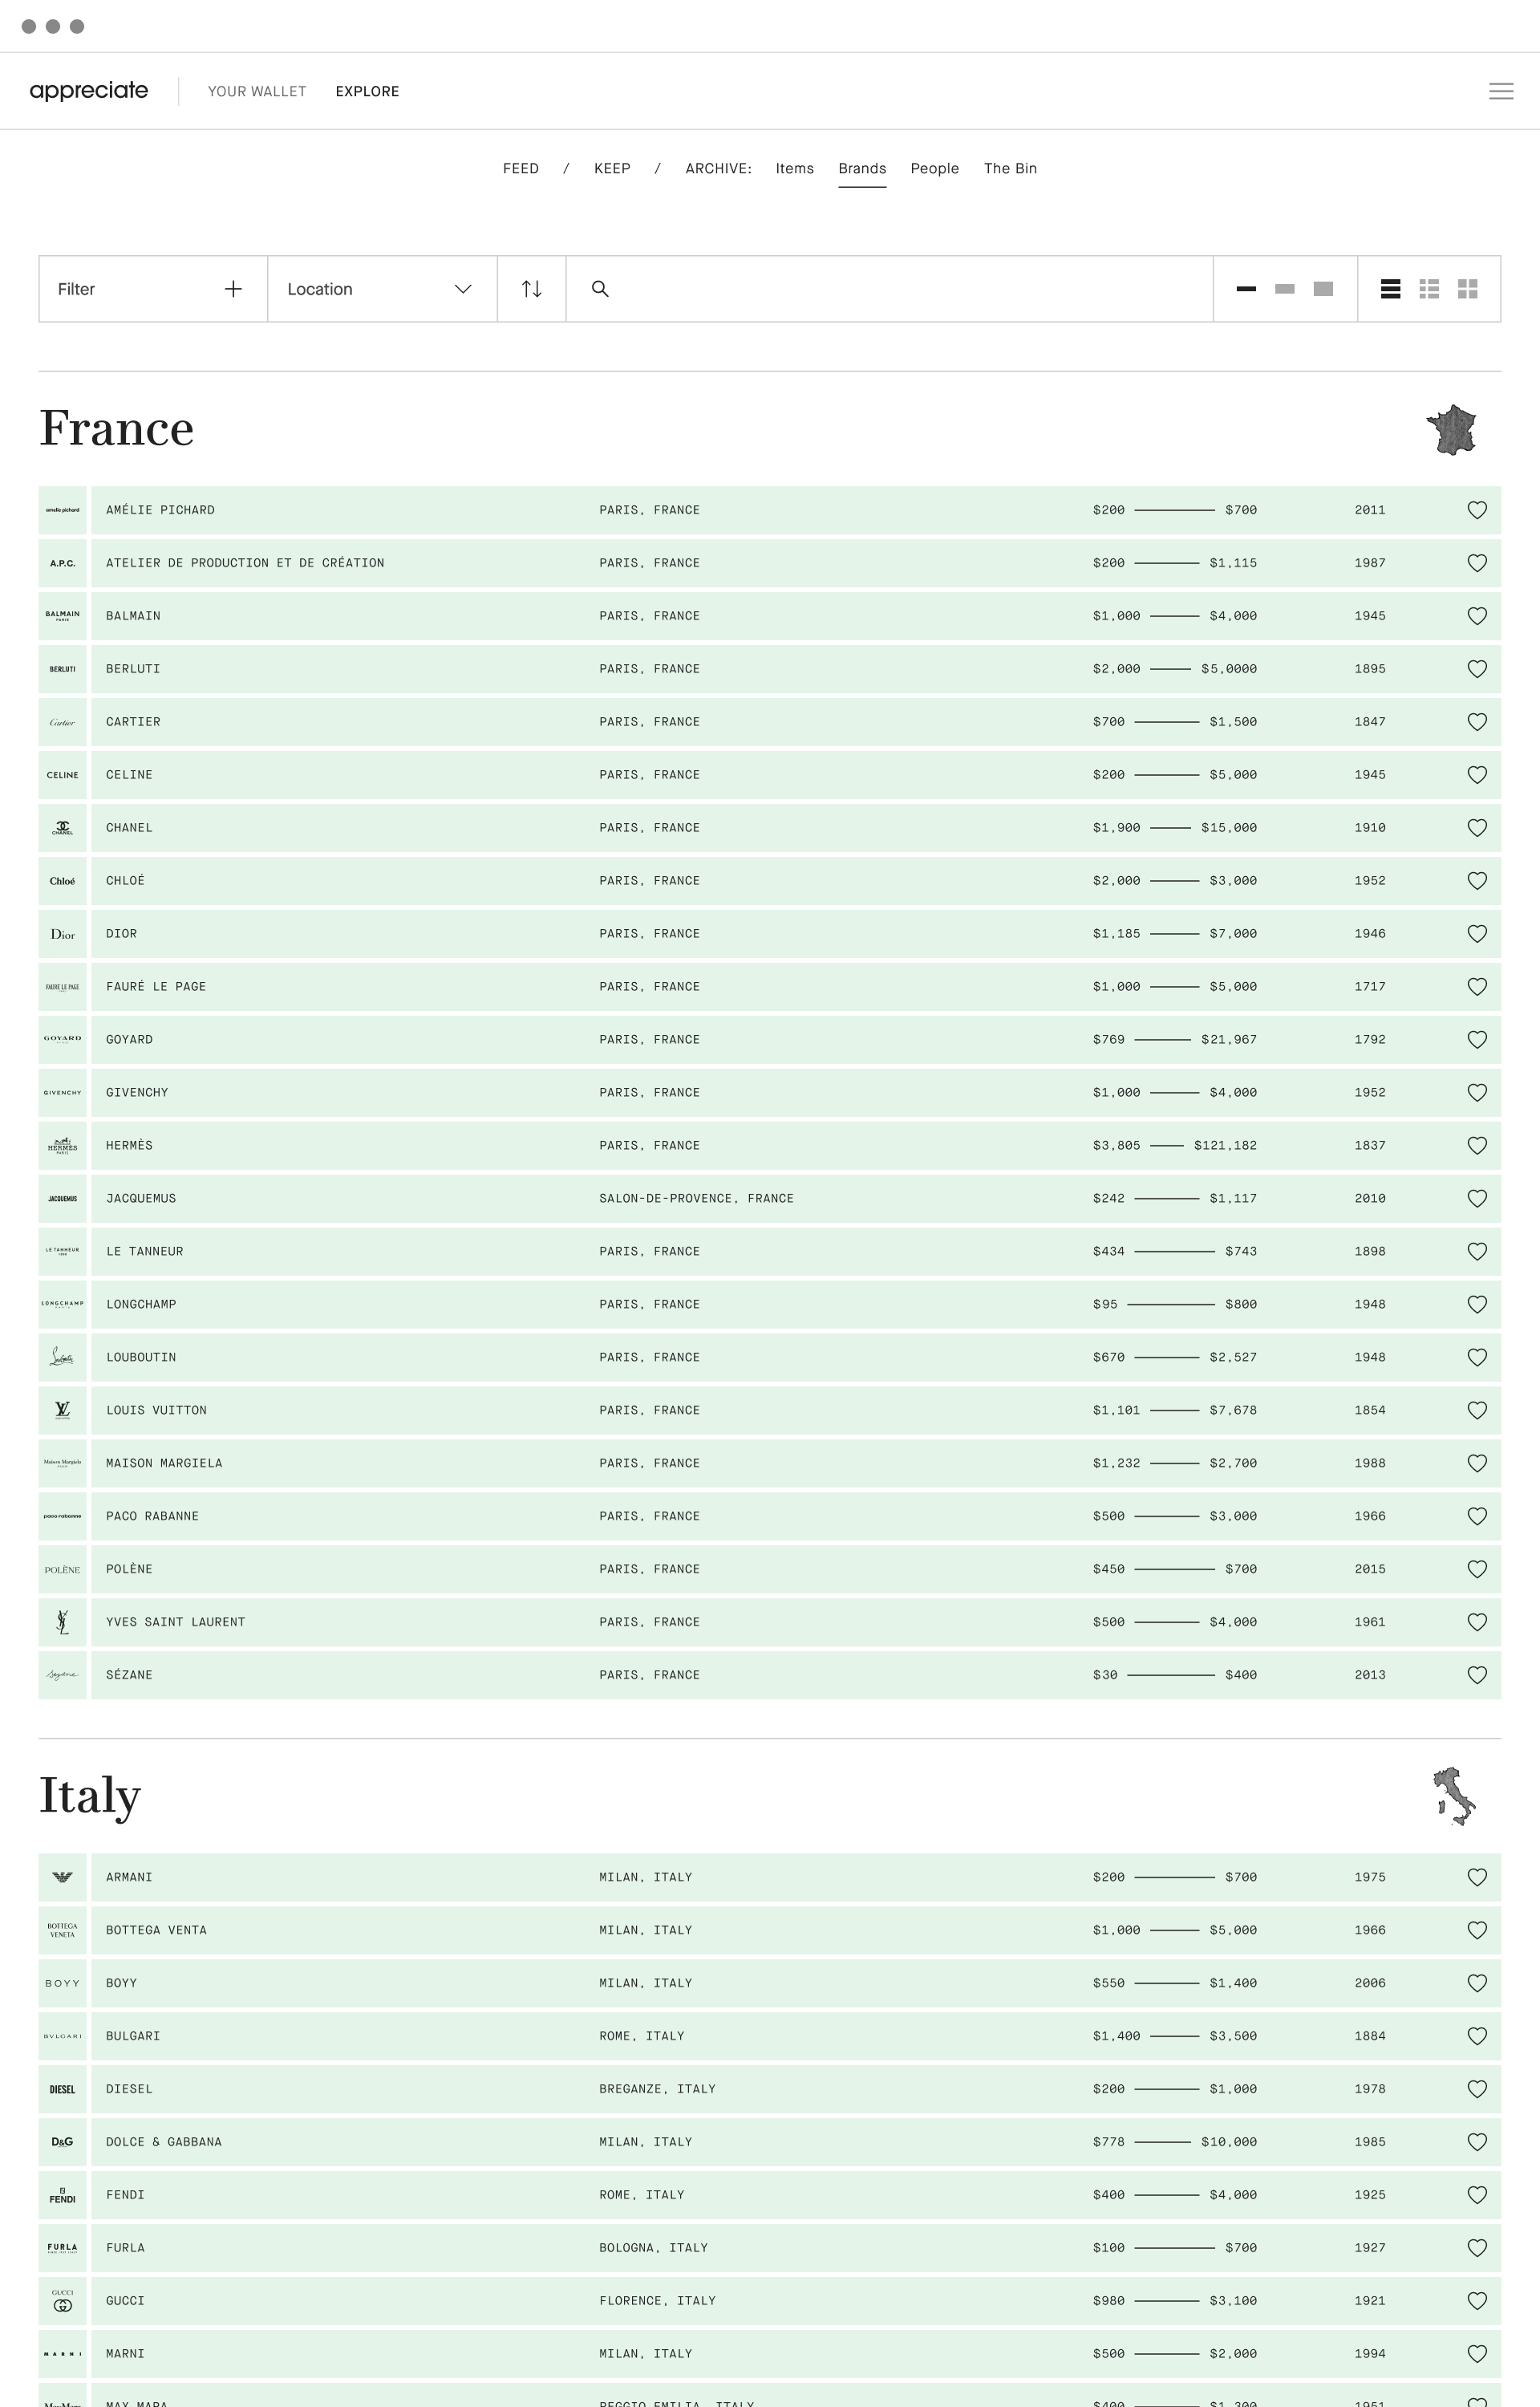 appreciate YOUR WALLET EXPLORE
FEED / KEEP / ARCHIVE: Items Brands People The Bin
Filter Location
France
amélie pichard AMÉLIE PICHARD PARIS, FRANCE $200 $700 2011
A.P.C. ATELIER DE PRODUCTION ET DE CRÉATION PARIS, FRANCE $200 $1,115 1987
BALMAIN PARIS BALMAIN PARIS, FRANCE $1,000 $4,000 1945
BERLUTI BERLUTI PARIS, FRANCE $2,000 $5,0000 1895
Cartier CARTIER PARIS, FRANCE $700 $1,500 1847
CELINE CELINE PARIS, FRANCE $200 $5,000 1945
CHANEL CHANEL PARIS, FRANCE $1,900 $15,000 1910
Chloé CHLOÉ PARIS, FRANCE $2,000 $3,000 1952
Dior DIOR PARIS, FRANCE $1,185 $7,000 1946
FAURÉ LE PAGE FAURÉ LE PAGE PARIS, FRANCE $1,000 $5,000 1717
GOYARD GOYARD PARIS, FRANCE $769 $21,967 1792
GIVENCHY GIVENCHY PARIS, FRANCE $1,000 $4,000 1952
HERMÈS PARIS HERMÈS PARIS, FRANCE $3,805 $121,182 1837
JACQUEMUS JACQUEMUS SALON-DE-PROVENCE, FRANCE $242 $1,117 2010
LE TANNEUR LE TANNEUR PARIS, FRANCE $434 $743 1898
LONGCHAMP LONGCHAMP PARIS, FRANCE $95 $800 1948
LOUBOUTIN PARIS, FRANCE $670 $2,527 1948
LV LOUIS VUITTON PARIS, FRANCE $1,101 $7,678 1854
Maison Margiela MAISON MARGIELA PARIS, FRANCE $1,232 $2,700 1988
paco rabanne PACO RABANNE PARIS, FRANCE $500 $3,000 1966
POLÈNE POLÈNE PARIS, FRANCE $450 $700 2015
YSL YVES SAINT LAURENT PARIS, FRANCE $500 $4,000 1961
Sézane SÉZANE PARIS, FRANCE $30 $400 2013
Italy
ARMANI MILAN, ITALY $200 $700 1975
BOTTEGA VENETA BOTTEGA VENTA MILAN, ITALY $1,000 $5,000 1966
BOYY BOYY MILAN, ITALY $550 $1,400 2006
BVLGARI BULGARI ROME, ITALY $1,400 $3,500 1884
DIESEL DIESEL BREGANZE, ITALY $200 $1,000 1978
D&G DOLCE & GABBANA MILAN, ITALY $778 $10,000 1985
FENDI FENDI ROME, ITALY $400 $4,000 1925
FURLA FURLA BOLOGNA, ITALY $100 $700 1927
GUCCI GUCCI FLORENCE, ITALY $980 $3,100 1921
MARNI MARNI MILAN, ITALY $500 $2,000 1994
MaxMara MAX MARA REGGIO EMILIA, ITALY $400 $1,300 1951